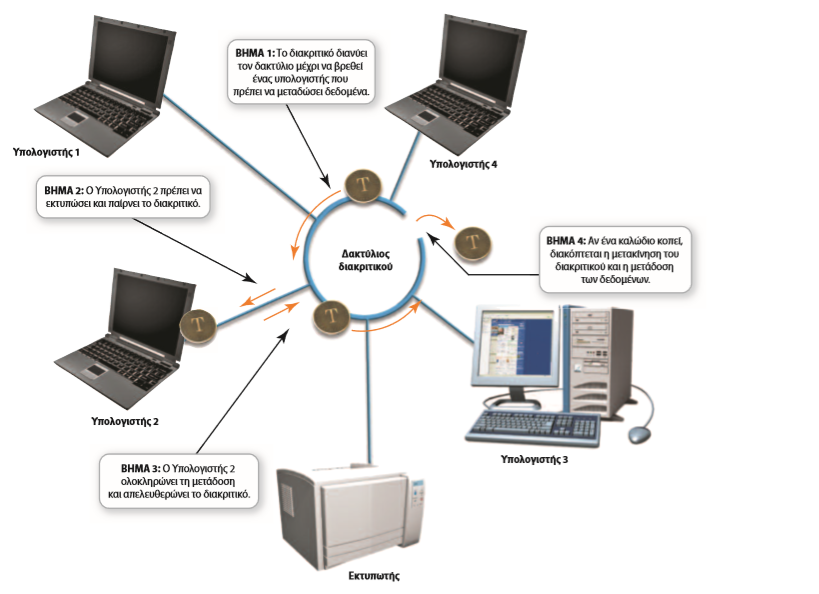 ΒΗΜΑ 1: Το διακριτικό διανύει
τον δακτύλιο μέχρι να βρεθεί
ένας υπολογιστής που
πρέπει να μεταδώσει δεδομένα.
Υπολογιστής 1
Υπολογιστής 4
T
ΒΗΜΑ 2: Ο Υπολογιστής 2 πρέπει να
εκτυπώσει και παίρνει το διακριτικό.
T
ΒΗΜΑ 4: Αν ένα καλώδιο κοπεί,
διακόπτεται η μετακίνηση του
διακριτικού και η μετάδοση
των δεδομένων.
Δακτύλιος
διακριτικού
T
T
Υπολογιστής 2
Υπολογιστής 3
ΒΗΜΑ 3: Ο Υπολογιστής 2
ολοκληρώνει τη μετάδοση
και απελευθερώνει το διακριτικό.
Εκτυπωτής